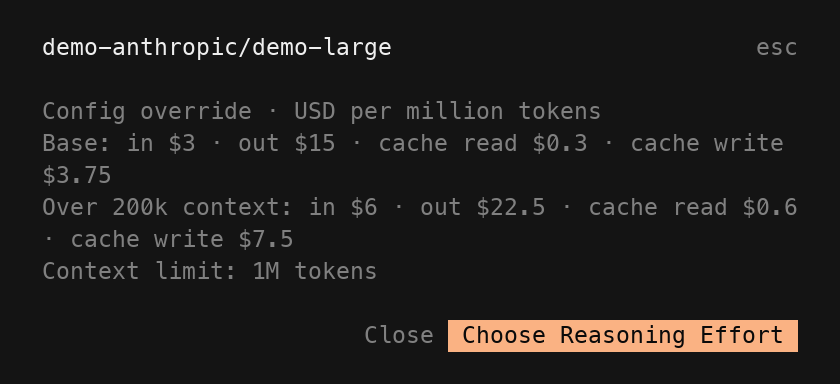 demo-anthropic/demo-large esc
Config override · USD per million tokens
Base: in $3 · out $15 · cache read $0.3 · cache write
$3.75
Over 200k context: in $6 · out $22.5 · cache read $0.6
· cache write $7.5
Context limit: 1M tokens
Close Choose Reasoning Effort